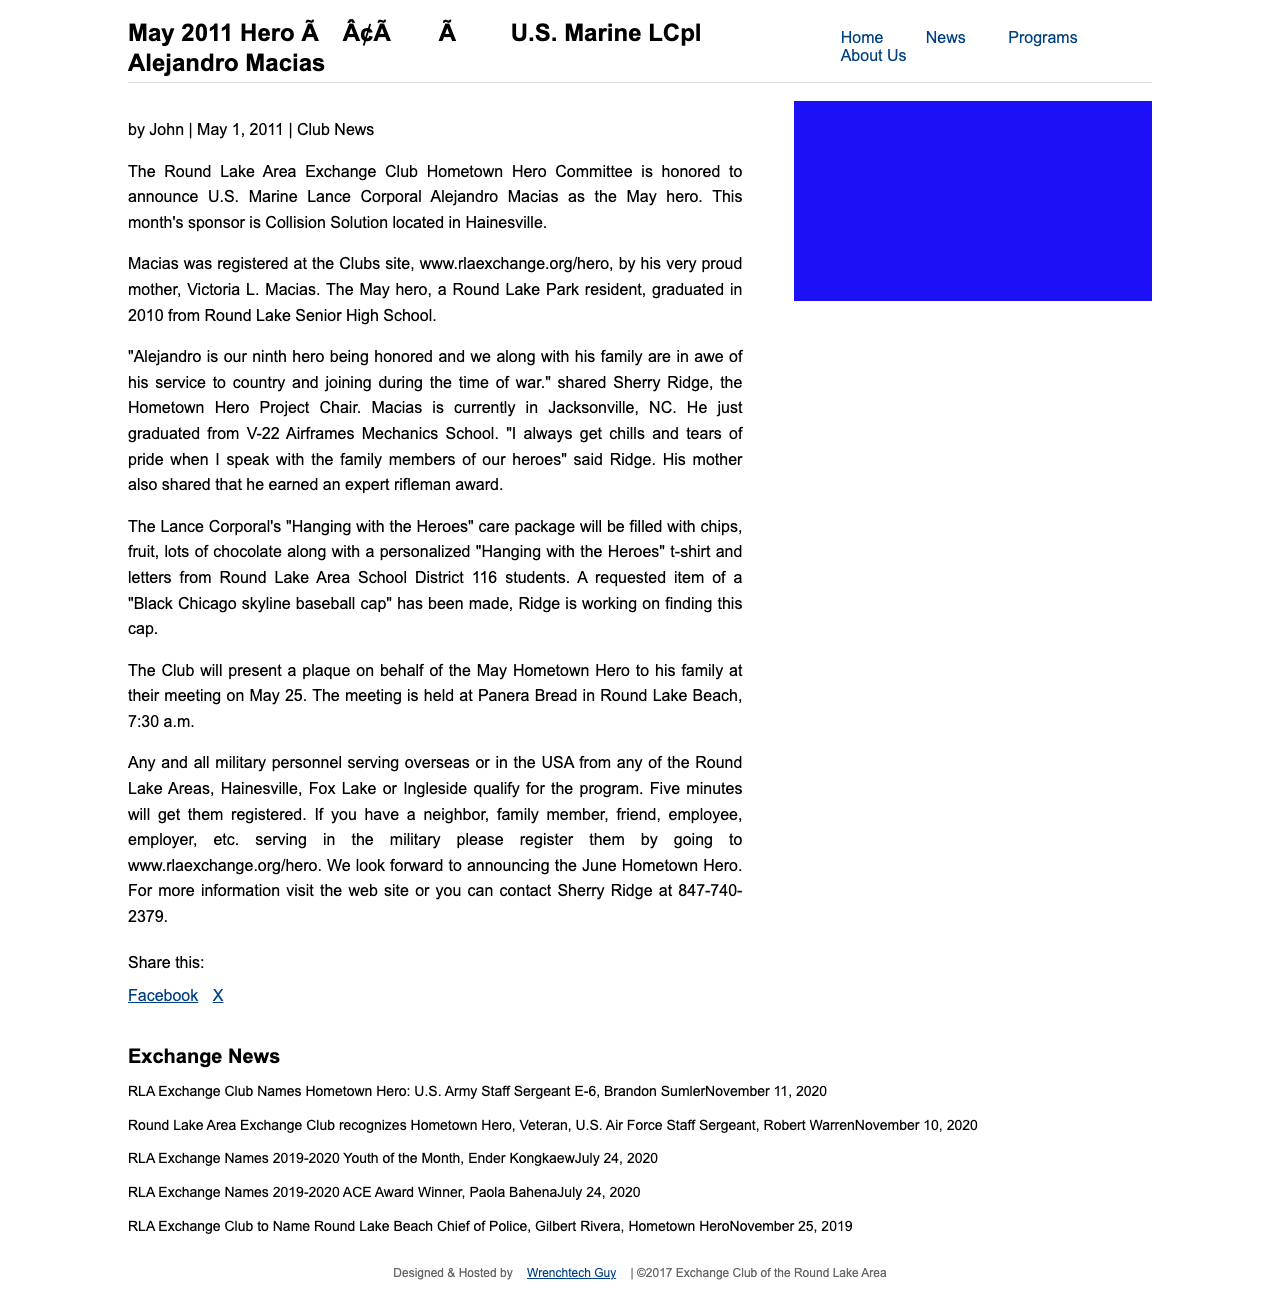 May 2011 Hero Ã Â¢Ã Ã U.S. Marine LCpl
Alejandro Macias
Home News Programs
About Us
by John | May 1, 2011 | Club News
The Round Lake Area Exchange Club Hometown Hero Committee is honored to
announce U.S. Marine Lance Corporal Alejandro Macias as the May hero. This
month's sponsor is Collision Solution located in Hainesville.
Macias was registered at the Clubs site, www.rlaexchange.org/hero, by his very proud
mother, Victoria L. Macias. The May hero, a Round Lake Park resident, graduated in
2010 from Round Lake Senior High School.
"Alejandro is our ninth hero being honored and we along with his family are in awe of
his service to country and joining during the time of war." shared Sherry Ridge, the
Hometown Hero Project Chair. Macias is currently in Jacksonville, NC. He just
graduated from V-22 Airframes Mechanics School. "I always get chills and tears of
pride when I speak with the family members of our heroes" said Ridge. His mother
also shared that he earned an expert rifleman award.
The Lance Corporal's "Hanging with the Heroes" care package will be filled with chips,
fruit, lots of chocolate along with a personalized "Hanging with the Heroes" t-shirt and
letters from Round Lake Area School District 116 students. A requested item of a
"Black Chicago skyline baseball cap" has been made, Ridge is working on finding this
cap.
The Club will present a plaque on behalf of the May Hometown Hero to his family at
their meeting on May 25. The meeting is held at Panera Bread in Round Lake Beach,
7:30 a.m.
Any and all military personnel serving overseas or in the USA from any of the Round
Lake Areas, Hainesville, Fox Lake or Ingleside qualify for the program. Five minutes
will get them registered. If you have a neighbor, family member, friend, employee,
employer, etc. serving in the military please register them by going to
www.rlaexchange.org/hero. We look forward to announcing the June Hometown Hero.
For more information visit the web site or you can contact Sherry Ridge at 847-740-
2379.
Share this:
Facebook X
Exchange News
RLA Exchange Club Names Hometown Hero: U.S. Army Staff Sergeant E-6, Brandon SumlerNovember 11, 2020
Round Lake Area Exchange Club recognizes Hometown Hero, Veteran, U.S. Air Force Staff Sergeant, Robert WarrenNovember 10, 2020
RLA Exchange Names 2019-2020 Youth of the Month, Ender KongkaewJuly 24, 2020
RLA Exchange Names 2019-2020 ACE Award Winner, Paola BahenaJuly 24, 2020
RLA Exchange Club to Name Round Lake Beach Chief of Police, Gilbert Rivera, Hometown HeroNovember 25, 2019
Designed & Hosted by Wrenchtech Guy | ©2017 Exchange Club of the Round Lake Area